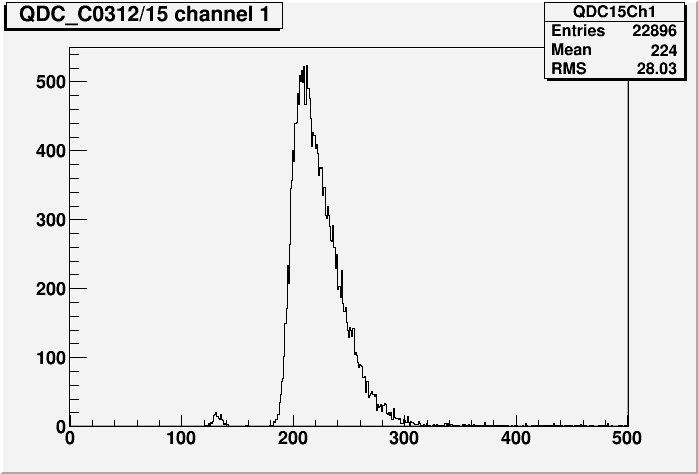 QDC_C0312/15 channel 1
QDC15Ch1
Entries 22896
Mean 224
RMS 28.03
500
400
300
200
100
0
0 100 200 300 400 500